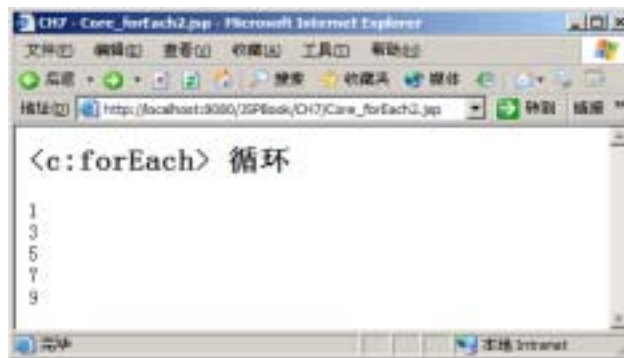 CH7 - Core_forEach2.jsp - Microsoft Internet Explorer
文件(F) 编辑(E) 查看(V) 收藏(A) 工具(T) 帮助(H)
后退 搜索 收藏夹 媒体
地址(D) http://localhost:8080/JSPBook/CH7/Core_forEach2.jsp 转到 链接 »
<c:forEach> 循环
1
3
5
7
9
完毕 本地 Intranet